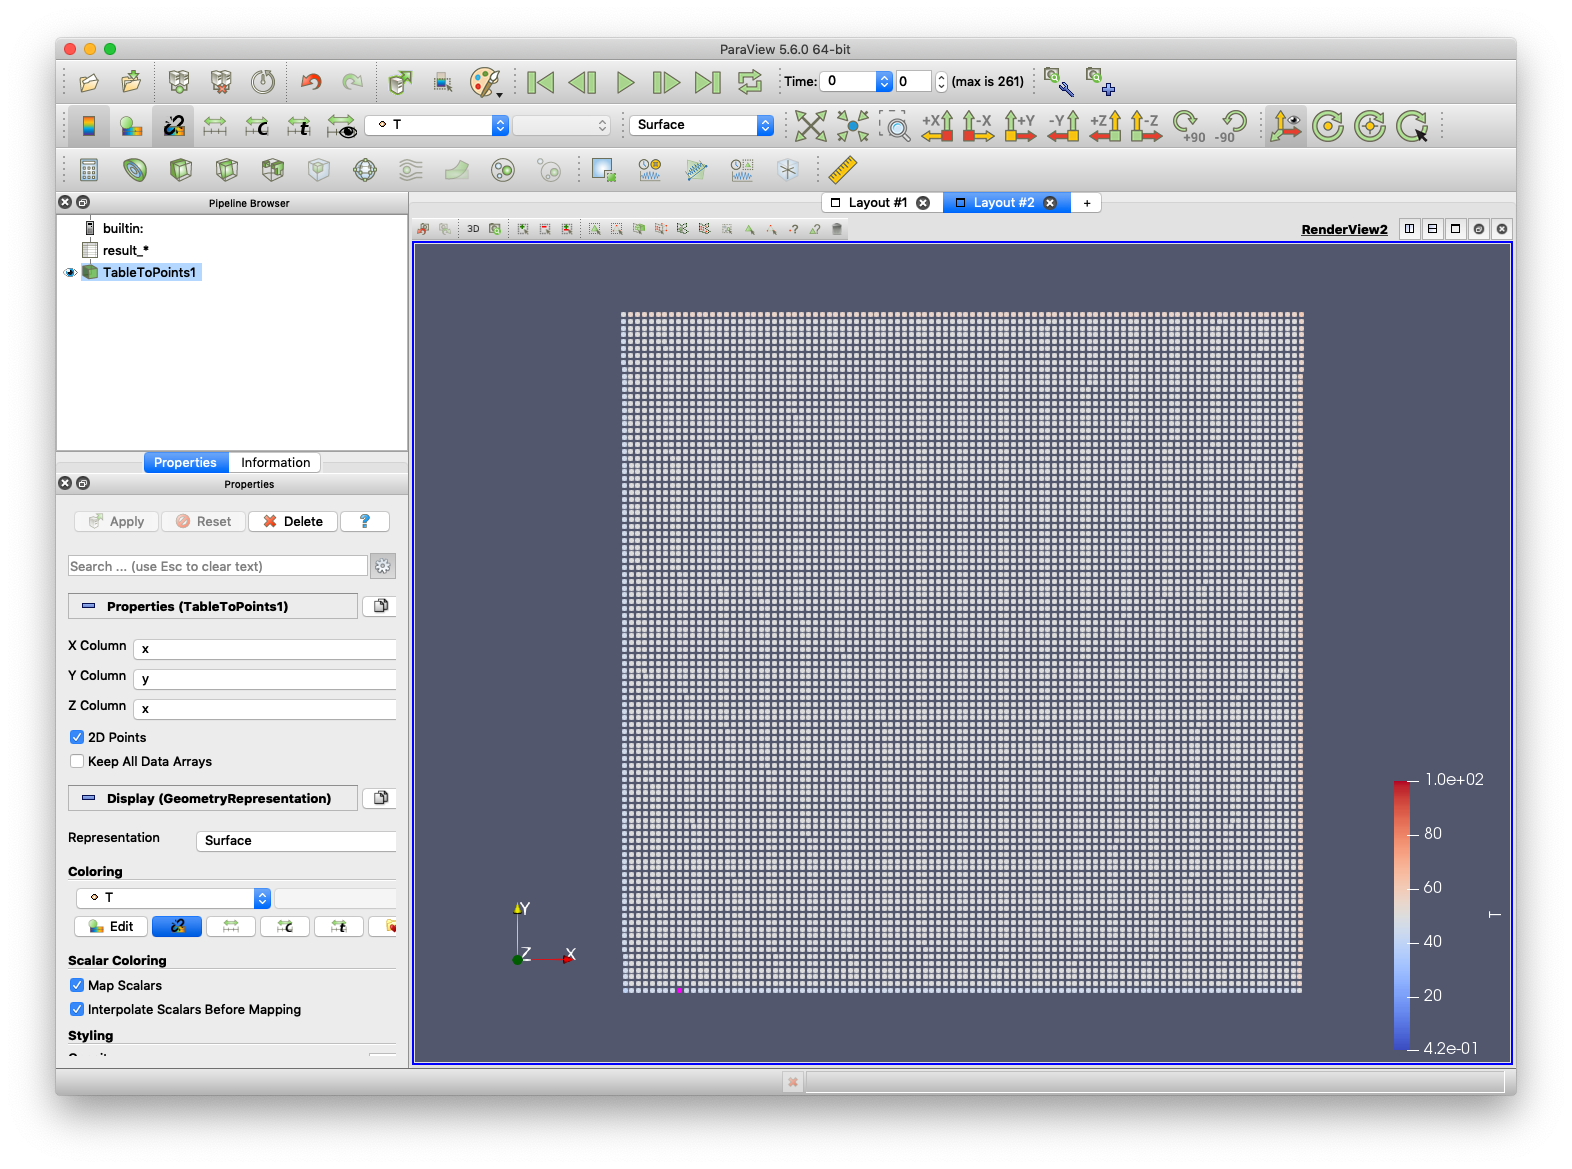 ParaView 5.6.0 64-bit
Time: 0 0 (max is 261)
T Surface +X -X +Y -Y +Z -Z +90 -90
Pipeline Browser
Layout #1 Layout #2 +
builtin:
result_*
TableToPoints1
3D RenderView2
Properties Information
Properties
Apply Reset Delete ?
Search ... (use Esc to clear text)
Properties (TableToPoints1)
X Column x
Y Column y
Z Column x
2D Points
Keep All Data Arrays
Display (GeometryRepresentation)
Representation Surface
Coloring
T
Edit
Scalar Coloring
Map Scalars
Interpolate Scalars Before Mapping
Styling
Y
Z X
1.0e+02
80
60
T
40
20
4.2e-01